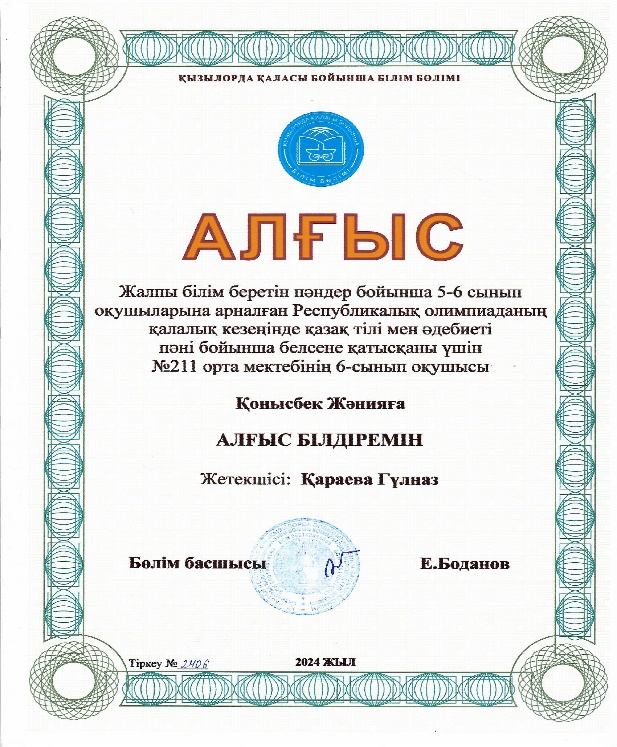 ҚЫЗЫЛОРДА ҚАЛАСЫ БОЙЫНША БІЛІМ БӨЛІМІ
БІЛІМ БӨЛІМІ
АЛҒЫС
Жалпы білім беретін пәндер бойынша 5-6 сынып
оқушыларына арналған Республикалық олимпиаданың
қалалық кезеңінде қазақ тілі мен әдебиеті
пәні бойынша белсене қатысқаны үшін
№211 орта мектебінің 6-сынып оқушысы
Қонысбек Жәнияға
АЛҒЫС БІЛДІРЕМІН
Жетекшісі: Қараева Гүлназ
Бөлім басшысы Е.Боданов
Тіркеу № 2406 2024 ЖЫЛ